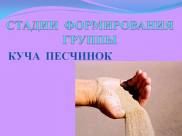 СТАДИИ ФОРМИРОВАНИЯ
ГРУППЫ
КУЧА ПЕСЧИНОК